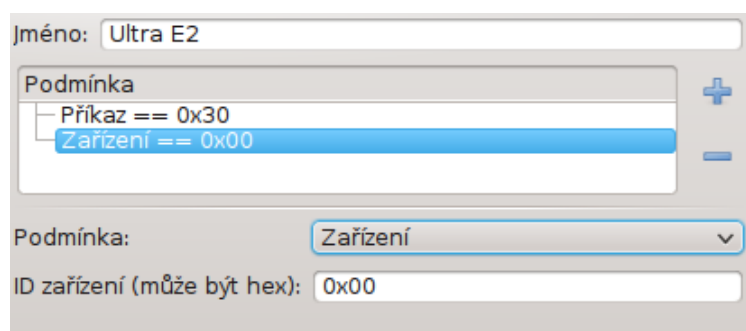 Jméno: Ultra E2
Podmínka
Příkaz == 0x30
Zařízení == 0x00
Podmínka: Zařízení
ID zařízení (může být hex): 0x00